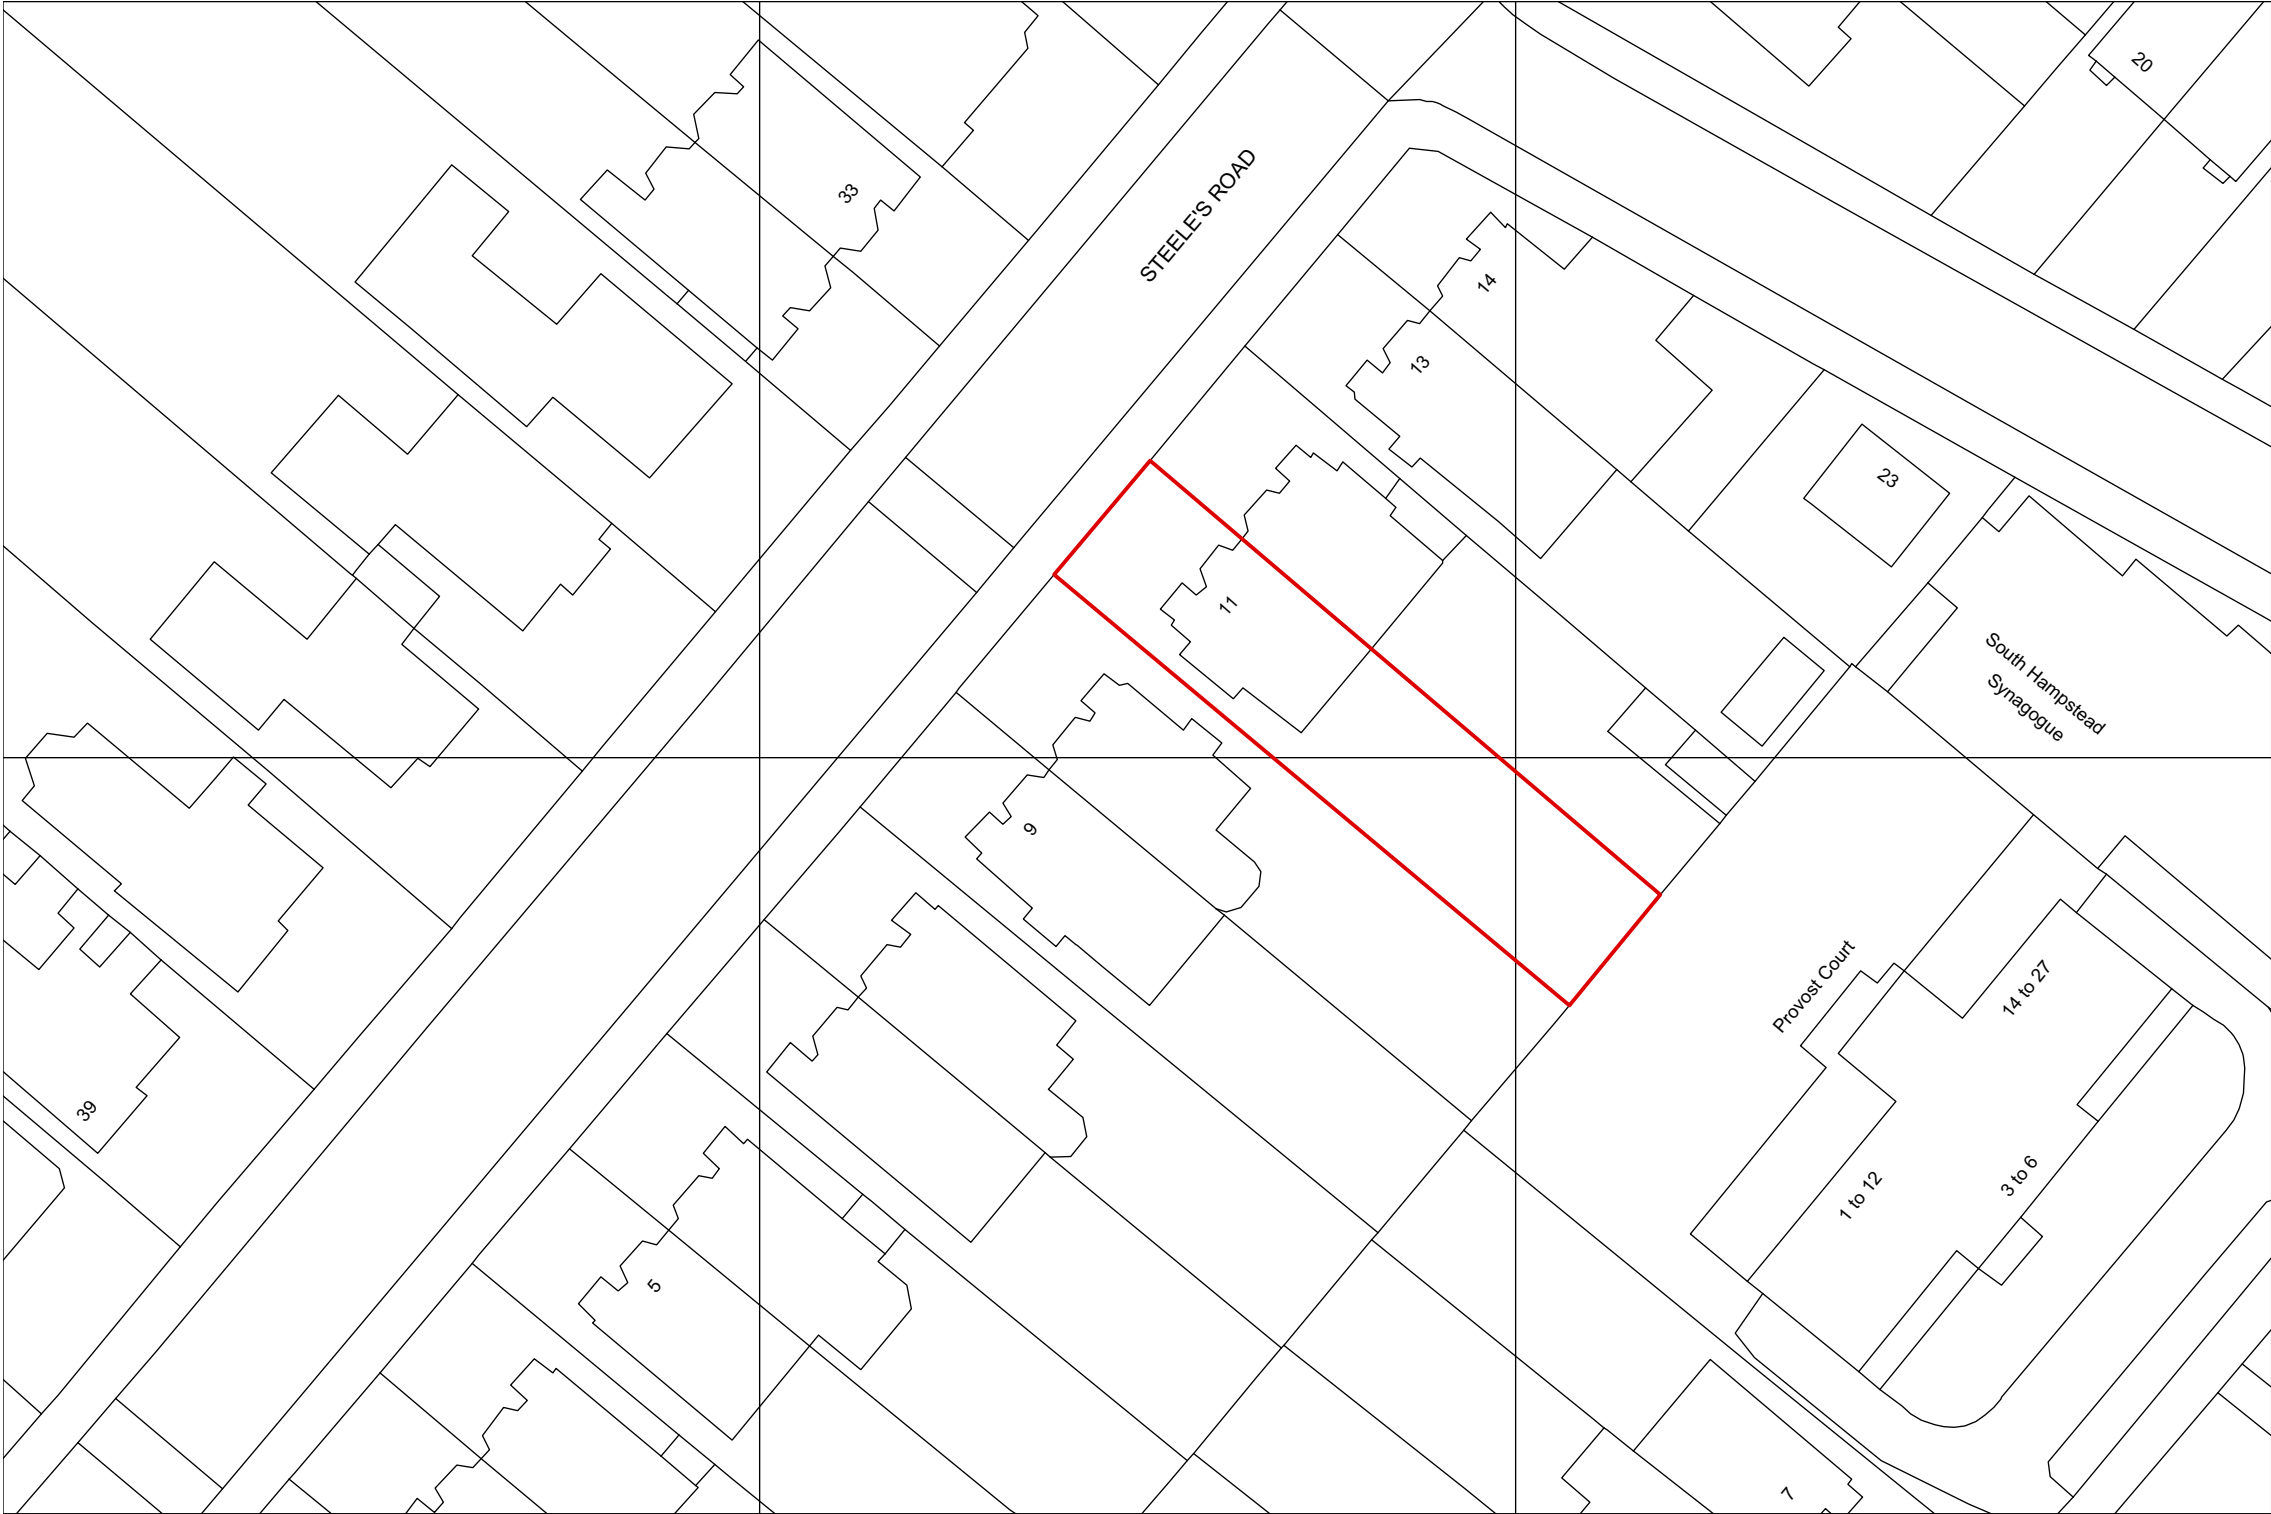 20
33
STEELE'S ROAD
14
13
23
11
South Hampstead
Synagogue
9
Provost Court
14 to 27
39
1 to 12
3 to 6
5
7